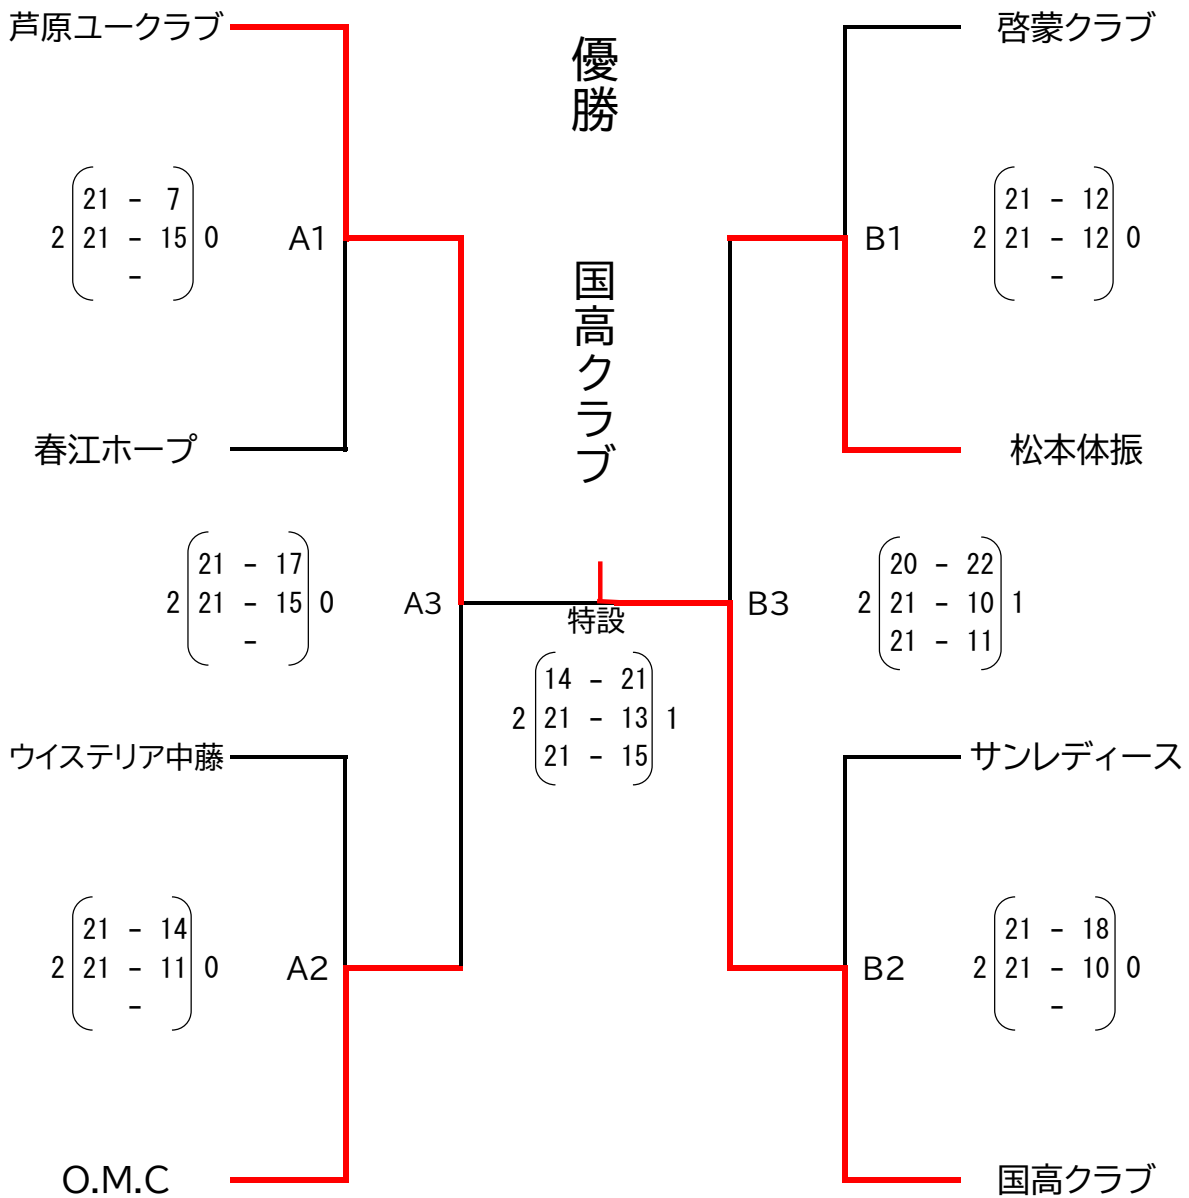 芦原ユークラブ
優勝
啓蒙クラブ
21 - 7
2 21 - 15 0
-
A1
21 - 12
2 21 - 12 0
-
B1
国高クラブ
春江ホープ
松本体振
21 - 17
2 21 - 15 0
-
A3
特設
B3
20 - 22
2 21 - 10 1
21 - 11
14 - 21
2 21 - 13 1
21 - 15
ウイステリア中藤
サンレディース
21 - 14
2 21 - 11 0
-
A2
B2
21 - 18
2 21 - 10 0
-
O.M.C
国高クラブ